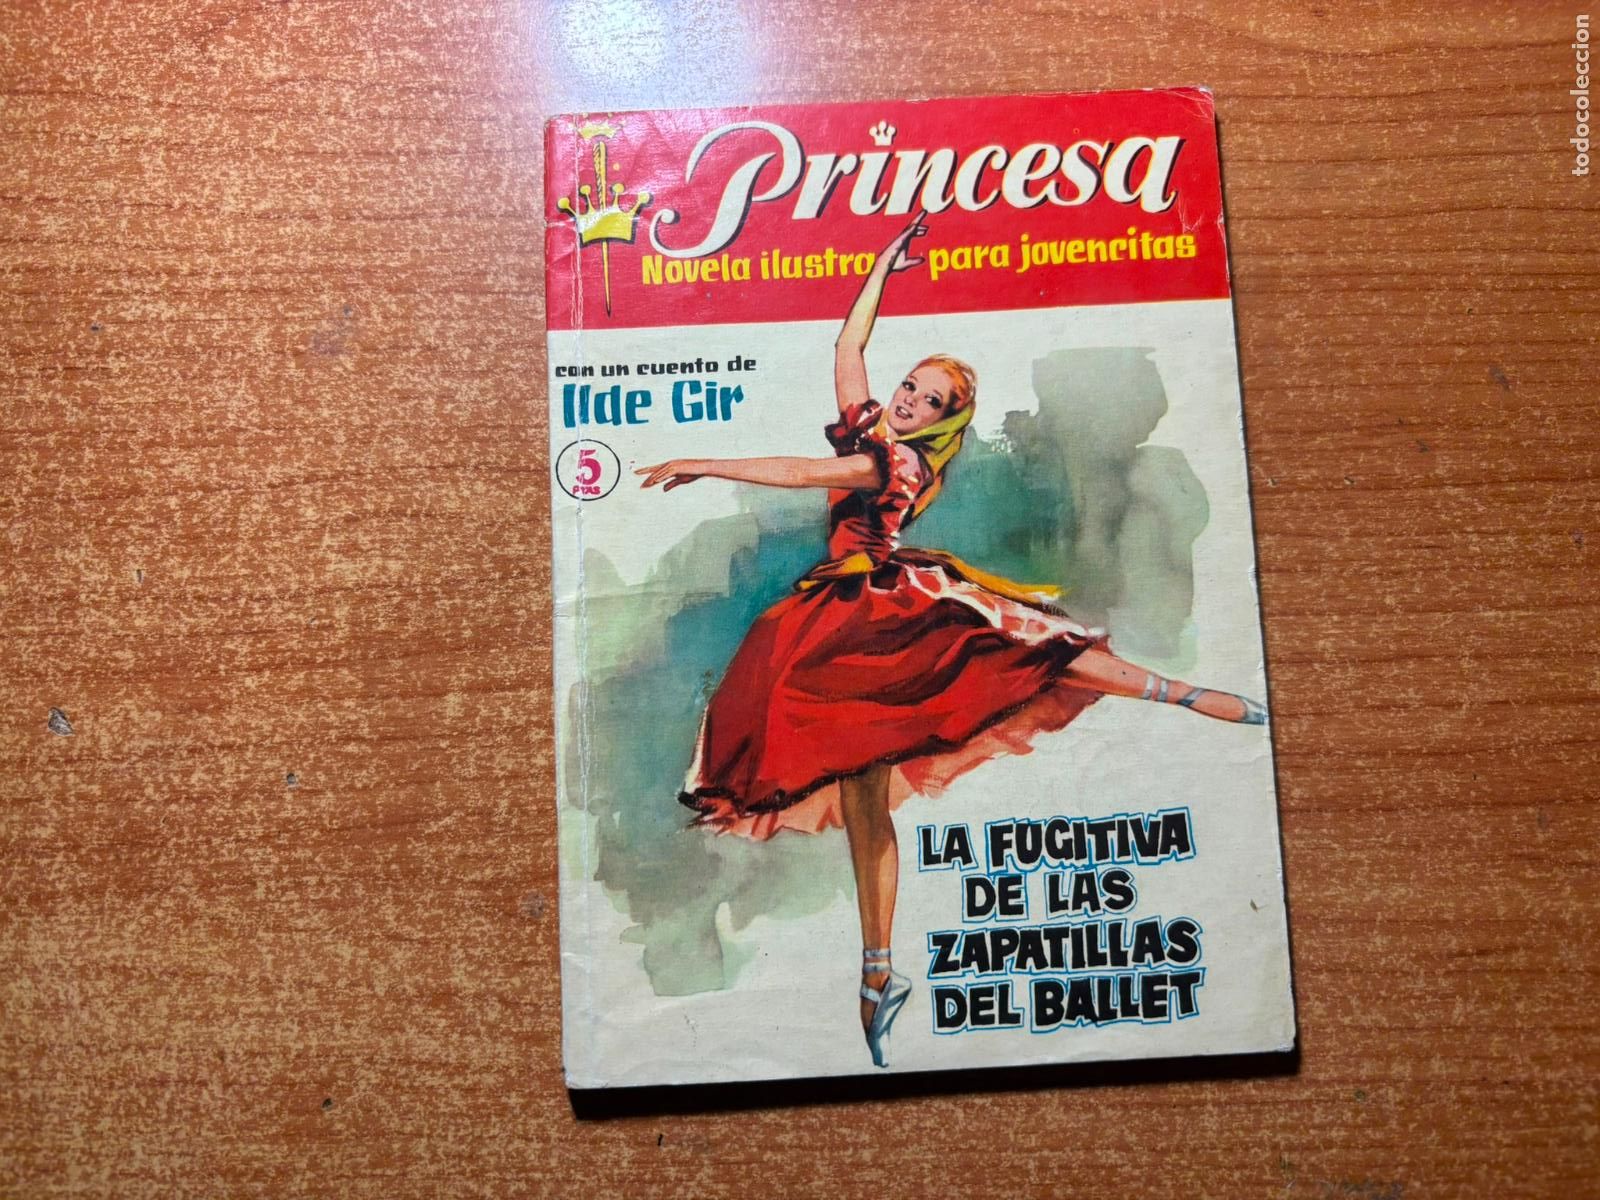 Princesa
Novela ilustra para jovencitas
con un cuento de
Ilde Gir
5
PTAS
LA FUGITIVA
DE LAS
ZAPATILLAS
DEL BALLET
todocoleccion